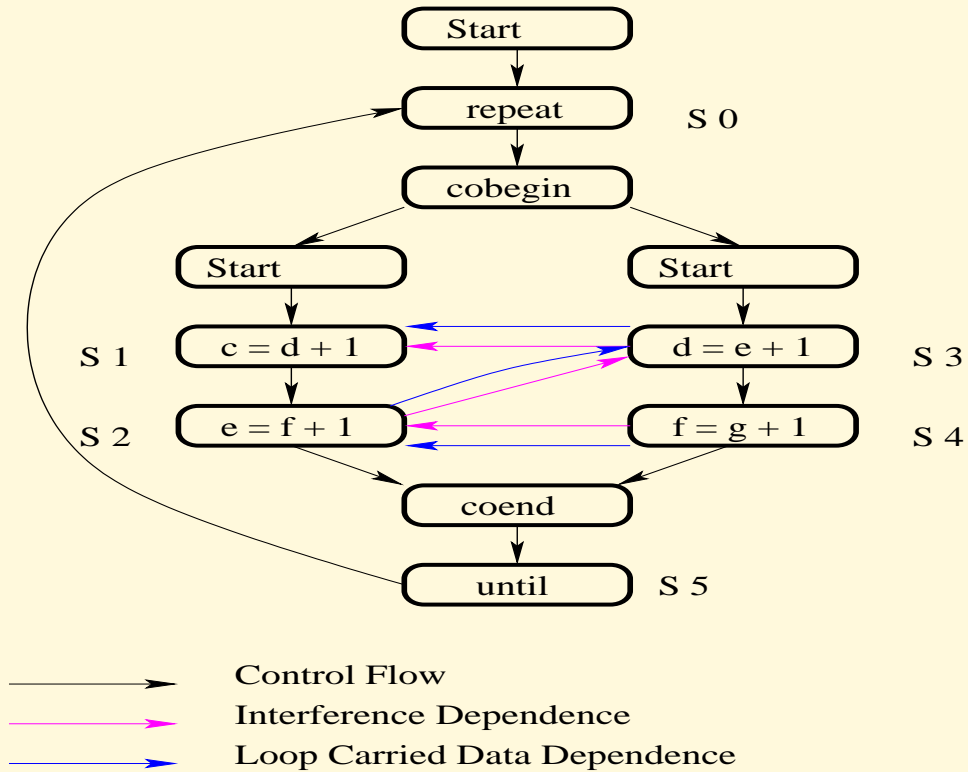 Start
repeat
S 0
cobegin
Start
Start
S 1
c = d + 1
d = e + 1
S 3
S 2
e = f + 1
f = g + 1
S 4
coend
until
S 5
Control Flow
Interference Dependence
Loop Carried Data Dependence